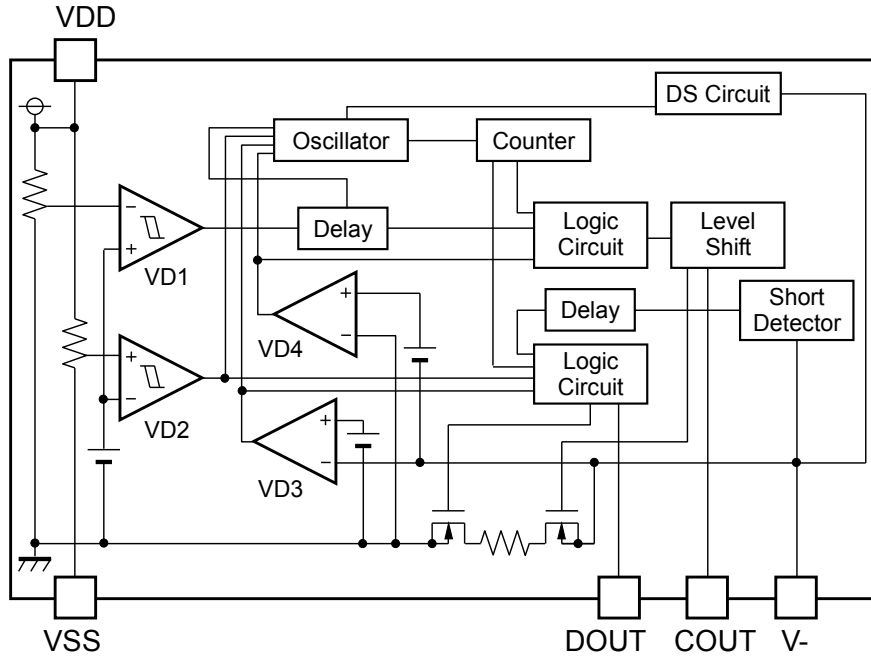 VDD
DS Circuit
Oscillator
Counter
Delay
Logic
Circuit
Level
Shift
−
+
VD1
+
−
VD4
Delay
Short
Detector
+
−
VD2
Logic
Circuit
+
−
VD3
VSS
DOUT
COUT
V-